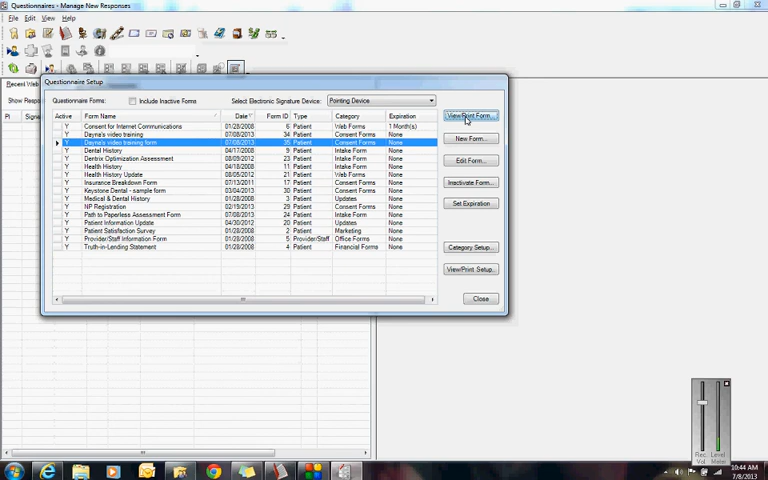 Questionnaires - Manage New Responses
File Edit View Help
Recent Web
Show Respo
Pi Signa
Questionnaire Setup
Questionnaire Forms: Include Inactive Forms Select Electronic Signature Device: Pointing Device
Active Form Name Date Form ID Type Category Expiration
Y Consent for Internet Communications 01/28/2008 6 Patient Web Forms 1 Month(s)
Y Dayna's video training 07/08/2013 34 Patient Consent Forms None
Y Dayna's video training form 07/08/2013 35 Patient Consent Forms None
Y Dental History 04/17/2008 9 Patient Intake Form None
Y Dentrix Optimization Assessment 08/09/2012 23 Patient Intake Form None
Y Health History 04/18/2008 11 Patient Intake Form None
Y Health History Update 08/05/2012 21 Patient Web Forms None
Y Insurance Breakdown Form 07/13/2011 17 Patient Consent Forms None
Y Keystone Dental - sample form 03/04/2013 30 Patient Consent Forms None
Y Medical & Dental History 01/28/2008 3 Patient Updates None
Y NP Registration 02/19/2013 29 Patient Consent Forms None
Y Path to Paperless Assessment Form 07/08/2013 24 Patient Intake Form None
Y Patient Information Update 04/30/2012 20 Patient Updates None
Y Patient Satisfaction Survey 01/28/2008 2 Patient Marketing None
Y Provider/Staff Information Form 01/28/2008 5 Provider/Staff Office Forms None
Y Truth-in-Lending Statement 01/28/2008 4 Patient Financial Forms None
View/Print Form...
New Form...
Edit Form...
Inactivate Form...
Set Expiration
Category Setup...
View/Print Setup...
Close
Rec. Level
Vol Meter
10:44 AM
7/8/2013